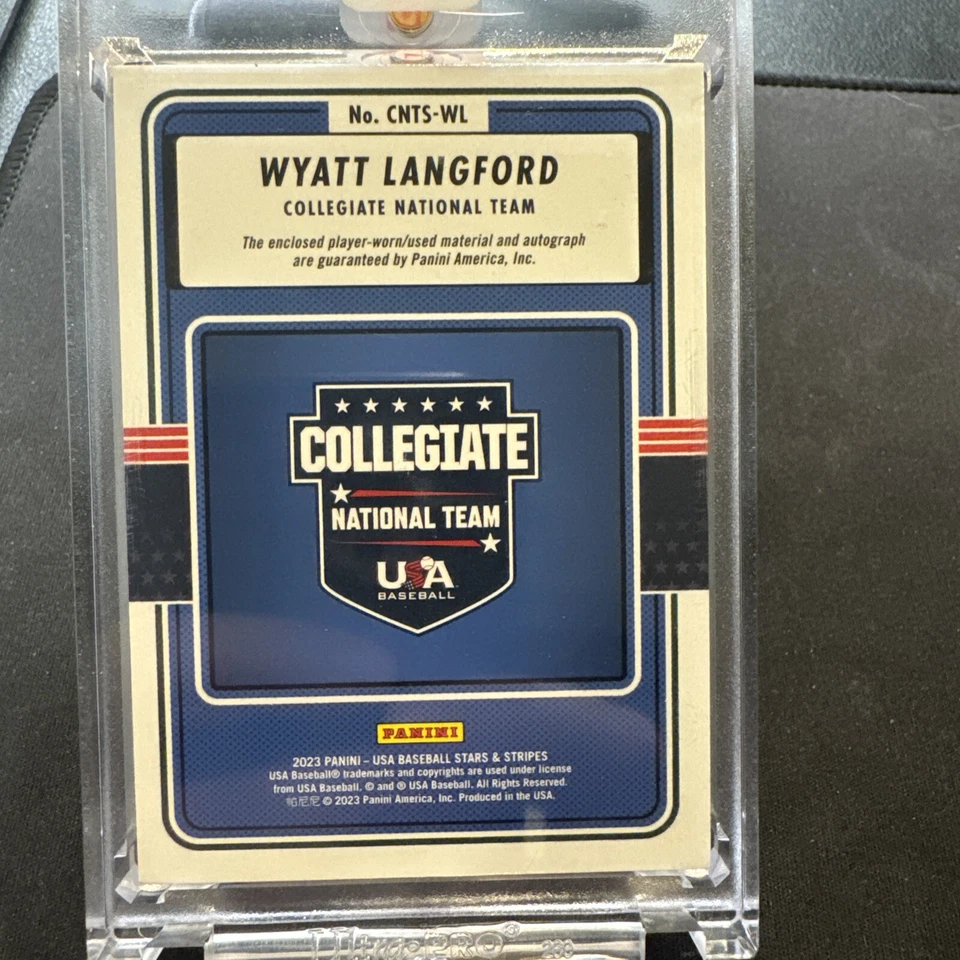 No. CNTS-WL
WYATT LANGFORD
COLLEGIATE NATIONAL TEAM
The enclosed player-worn/used material and autograph
are guaranteed by Panini America, Inc.
COLLEGIATE
NATIONAL TEAM
USA
BASEBALL
PANINI
2023 PANINI – USA BASEBALL STARS & STRIPES
USA Baseball® trademarks and copyrights are used under license
from USA Baseball. © and ® USA Baseball. All Rights Reserved.
帕尼尼 © 2023 Panini America, Inc. Produced in the USA.
UltraPRO®